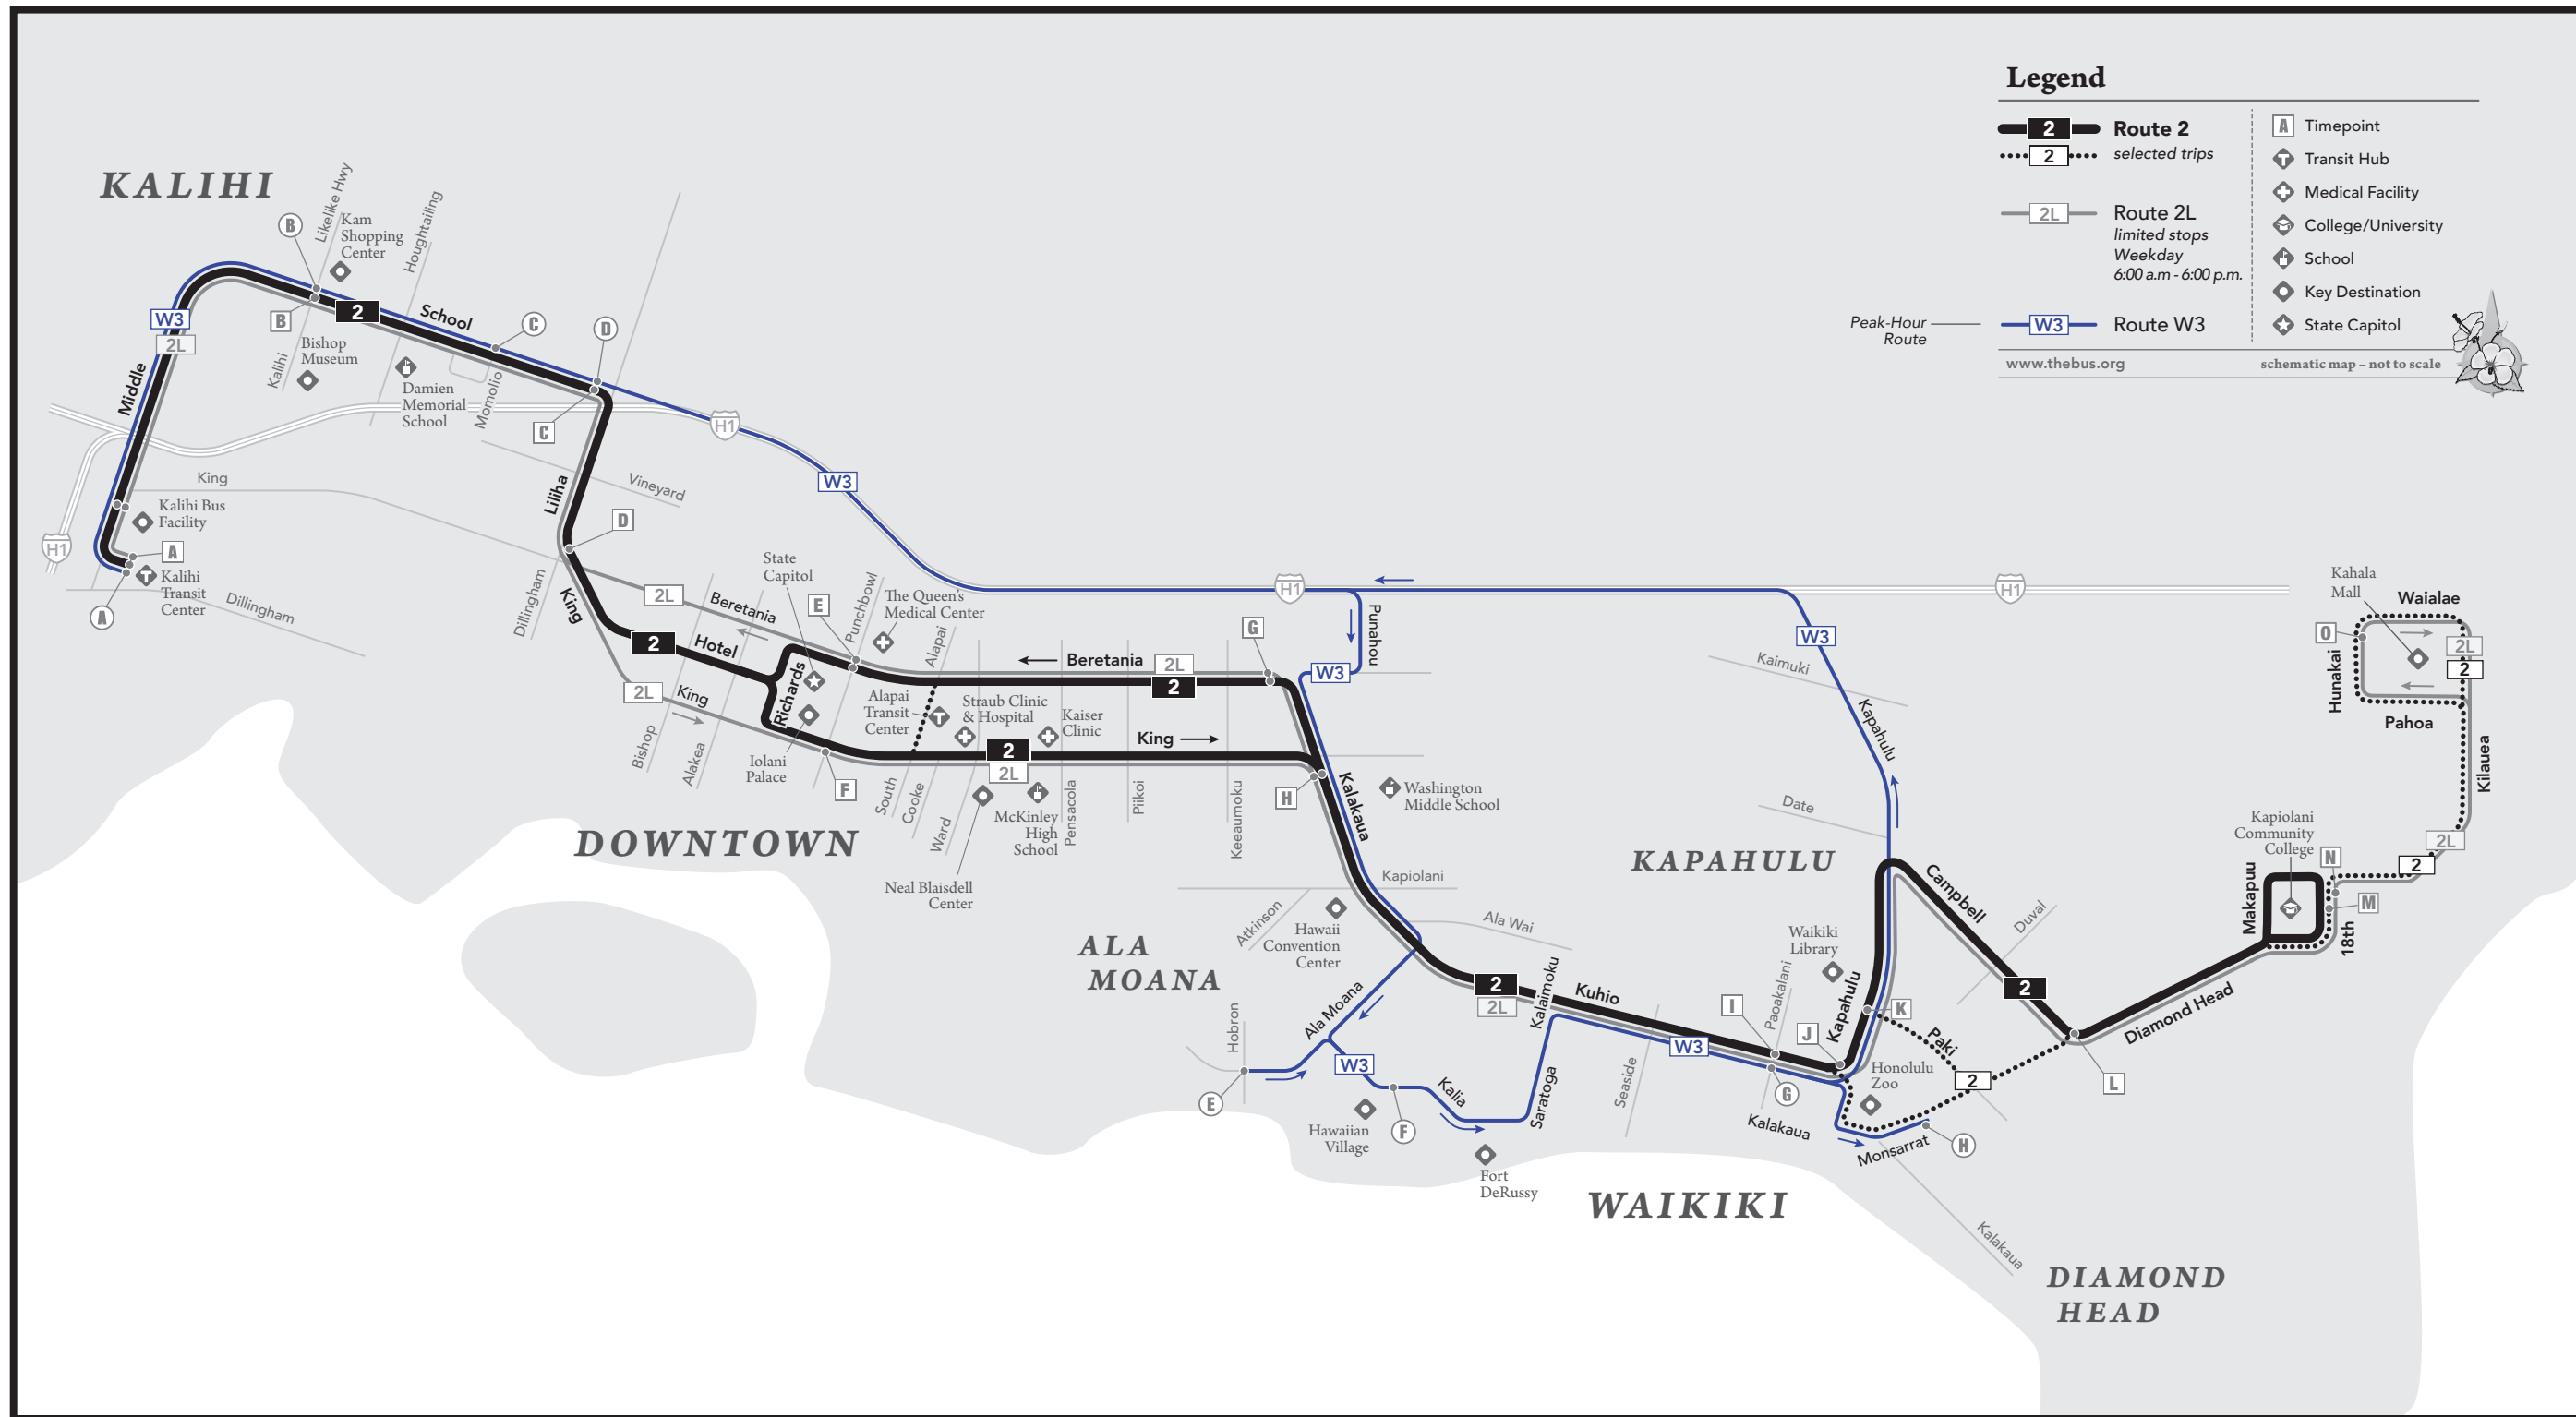 Legend
2 Route 2
2 selected trips
2L Route 2L
limited stops
Weekday
6:00 a.m - 6:00 p.m.
Peak-Hour
Route
W3 Route W3
A Timepoint
Transit Hub
Medical Facility
College/University
School
Key Destination
State Capitol
www.thebus.org
schematic map – not to scale
KALIHI
B
Likelike Hwy
Kam
Shopping
Center
Houghtailing
W3
2L
B
2
School
C
D
Kalihi
Bishop
Museum
Damien
Memorial
School
Momolio
C
Middle
H1
W3
King
Vineyard
Liliha
Kalihi Bus
Facility
D
H1
A
Kalihi
Transit
Center
A
Dillingham
Dillingham
King
2L
Beretania
State
Capitol
E
Punchbowl
The Queen's
Medical Center
Alapai
2
Hotel
Richards
2L
King
Bishop
Alakea
Iolani
Palace
F
Alapai
Transit
Center
Straub Clinic
& Hospital
Kaiser
Clinic
South
Cooke
Ward
2
2L
McKinley
High
School
Neal Blaisdell
Center
Pensacola
Piikoi
Keeaumoku
Beretania
2L
2
King
G
H1
Punahou
W3
H
Kalakaua
Washington
Middle School
DOWNTOWN
Kapiolani
Atkinson
Hawaii
Convention
Center
Ala Wai
ALA
MOANA
Hobron
Ala Moana
E
W3
F
Hawaiian
Village
Kalia
Fort
DeRussy
Saratoga
2
2L
Kalaimoku
Kuhio
Seaside
W3
I
Paoakalani
G
Kalakaua
J
Waikiki
Library
Kapahulu
K
Paki
Honolulu
Zoo
2
Monsarrat
H
WAIKIKI
Kalakaua
DIAMOND
HEAD
W3
H1
Kaimuki
Kapahulu
Date
KAPAHULU
Campbell
Duval
2
Diamond Head
L
Makapuu
Kapiolani
Community
College
N
M
18th
2
2L
Kilauea
Kahala
Mall
Waialae
O
Hunakai
2L
2
Pahoa